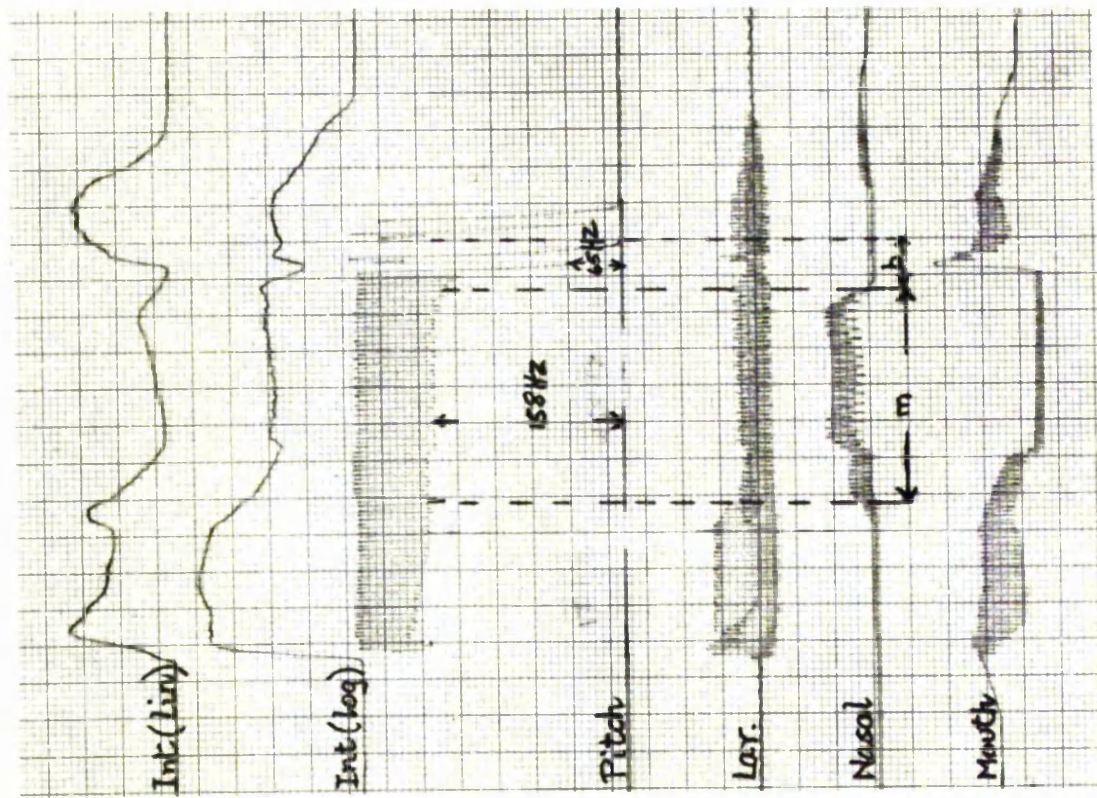 Int(Lin)
Int(Log)
Pitch
Lar.
Nasal
Mouth
158HZ
65HZ
m
b